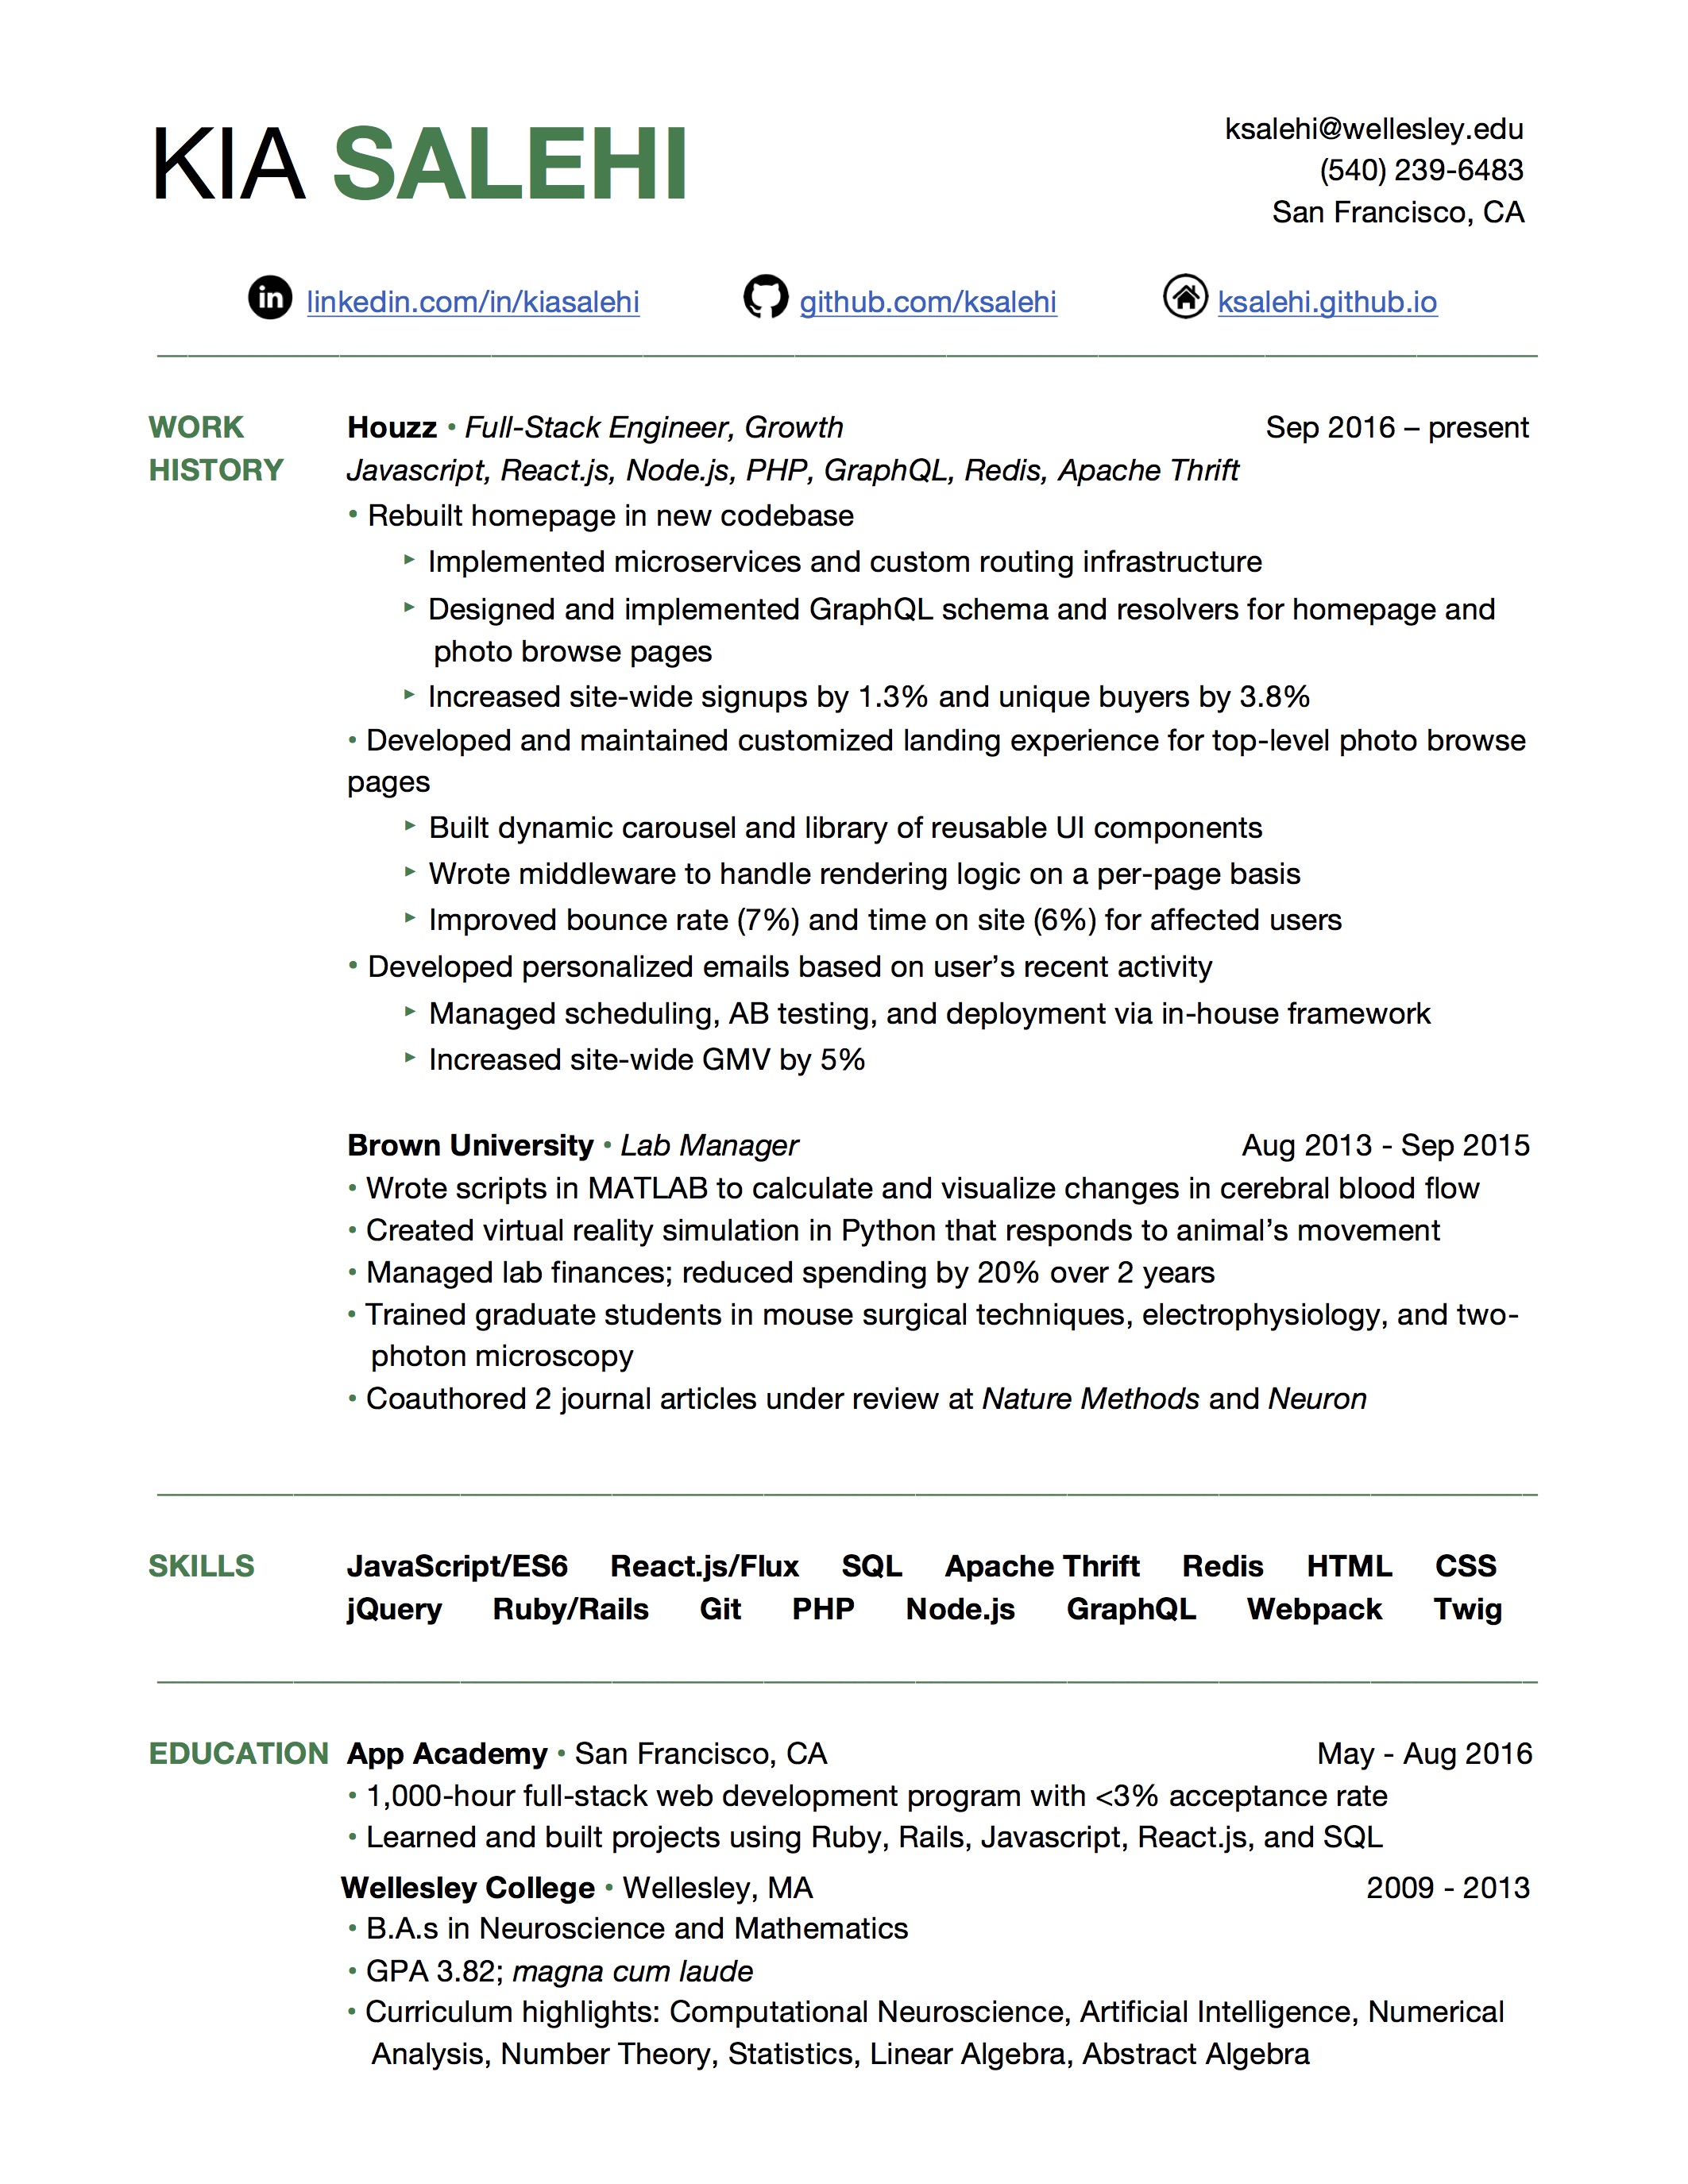 KIA SALEHI
ksalehi@wellesley.edu
(540) 239-6483
San Francisco, CA
in linkedin.com/in/kiasalehi github.com/ksalehi ksalehi.github.io
WORK HISTORY
Houzz • Full-Stack Engineer, Growth Sep 2016 – present
Javascript, React.js, Node.js, PHP, GraphQL, Redis, Apache Thrift
• Rebuilt homepage in new codebase
▸ Implemented microservices and custom routing infrastructure
▸ Designed and implemented GraphQL schema and resolvers for homepage and
photo browse pages
▸ Increased site-wide signups by 1.3% and unique buyers by 3.8%
• Developed and maintained customized landing experience for top-level photo browse
pages
▸ Built dynamic carousel and library of reusable UI components
▸ Wrote middleware to handle rendering logic on a per-page basis
▸ Improved bounce rate (7%) and time on site (6%) for affected users
• Developed personalized emails based on user’s recent activity
▸ Managed scheduling, AB testing, and deployment via in-house framework
▸ Increased site-wide GMV by 5%
Brown University • Lab Manager Aug 2013 - Sep 2015
• Wrote scripts in MATLAB to calculate and visualize changes in cerebral blood flow
• Created virtual reality simulation in Python that responds to animal’s movement
• Managed lab finances; reduced spending by 20% over 2 years
• Trained graduate students in mouse surgical techniques, electrophysiology, and two-
photon microscopy
• Coauthored 2 journal articles under review at Nature Methods and Neuron
SKILLS
JavaScript/ES6 React.js/Flux SQL Apache Thrift Redis HTML CSS
jQuery Ruby/Rails Git PHP Node.js GraphQL Webpack Twig
EDUCATION
App Academy • San Francisco, CA May - Aug 2016
• 1,000-hour full-stack web development program with <3% acceptance rate
• Learned and built projects using Ruby, Rails, Javascript, React.js, and SQL
Wellesley College • Wellesley, MA 2009 - 2013
• B.A.s in Neuroscience and Mathematics
• GPA 3.82; magna cum laude
• Curriculum highlights: Computational Neuroscience, Artificial Intelligence, Numerical
Analysis, Number Theory, Statistics, Linear Algebra, Abstract Algebra